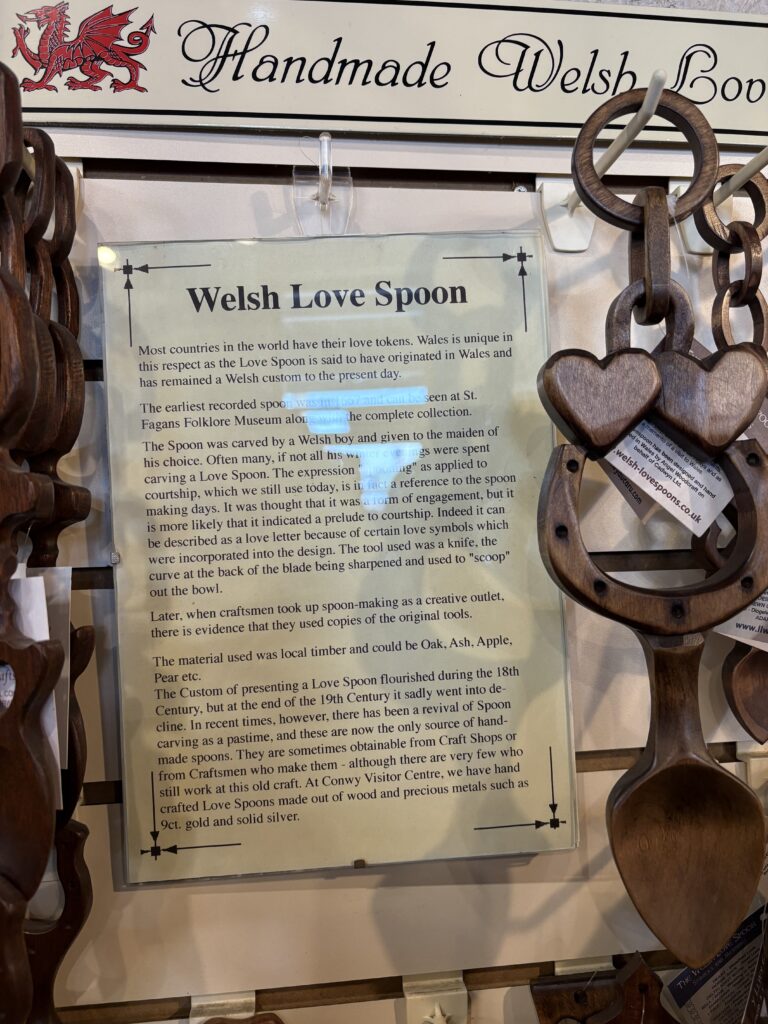 Handmade Welsh Lov
Welsh Love Spoon
Most countries in the world have their love tokens. Wales is unique in
this respect as the Love Spoon is said to have originated in Wales and
has remained a Welsh custom to the present day.
The earliest recorded spoon was in 1667 and can be seen at St.
Fagans Folklore Museum along with the complete collection.
The Spoon was carved by a Welsh boy and given to the maiden of
his choice. Often many, if not all his winter evenings were spent
carving a Love Spoon. The expression "spooning" as applied to
courtship, which we still use today, is in fact a reference to the spoon
making days. It was thought that it was a form of engagement, but it
is more likely that it indicated a prelude to courtship. Indeed it can
be described as a love letter because of certain love symbols which
were incorporated into the design. The tool used was a knife, the
curve at the back of the blade being sharpened and used to "scoop"
out the bowl.
Later, when craftsmen took up spoon-making as a creative outlet,
there is evidence that they used copies of the original tools.
The material used was local timber and could be Oak, Ash, Apple,
Pear etc.
The Custom of presenting a Love Spoon flourished during the 18th
Century, but at the end of the 19th Century it sadly went into de-
cline. In recent times, however, there has been a revival of Spoon
carving as a pastime, and these are now the only source of hand-
made spoons. They are sometimes obtainable from Craft Shops or
from Craftsmen who make them - although there are very few who
still work at this old craft. At Conwy Visitor Centre, we have hand
crafted Love Spoons made out of wood and precious metals such as
9ct. gold and solid silver.
.welsh-lovespoons.co.uk